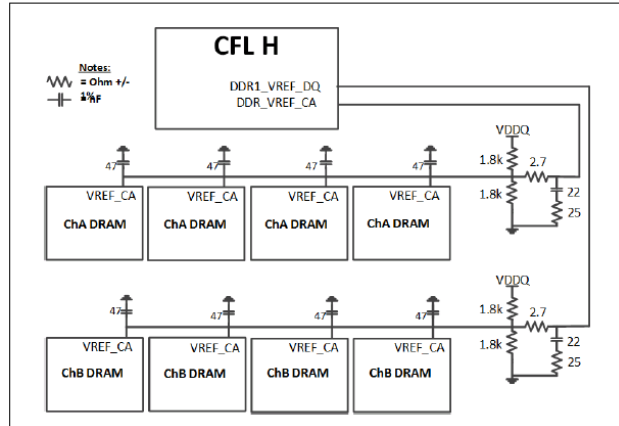 CFL H
Notes:
= Ohm +/-
1%
= nF
DDR1_VREF_DQ
DDR_VREF_CA
VDDQ
47 47 47 47
1.8k 2.7
VREF_CA VREF_CA VREF_CA VREF_CA
1.8k 22
ChA DRAM ChA DRAM ChA DRAM ChA DRAM
25
VDDQ
47 47 47 47
1.8k 2.7
VREF_CA VREF_CA VREF_CA VREF_CA
1.8k 22
ChB DRAM ChB DRAM ChB DRAM ChB DRAM
25